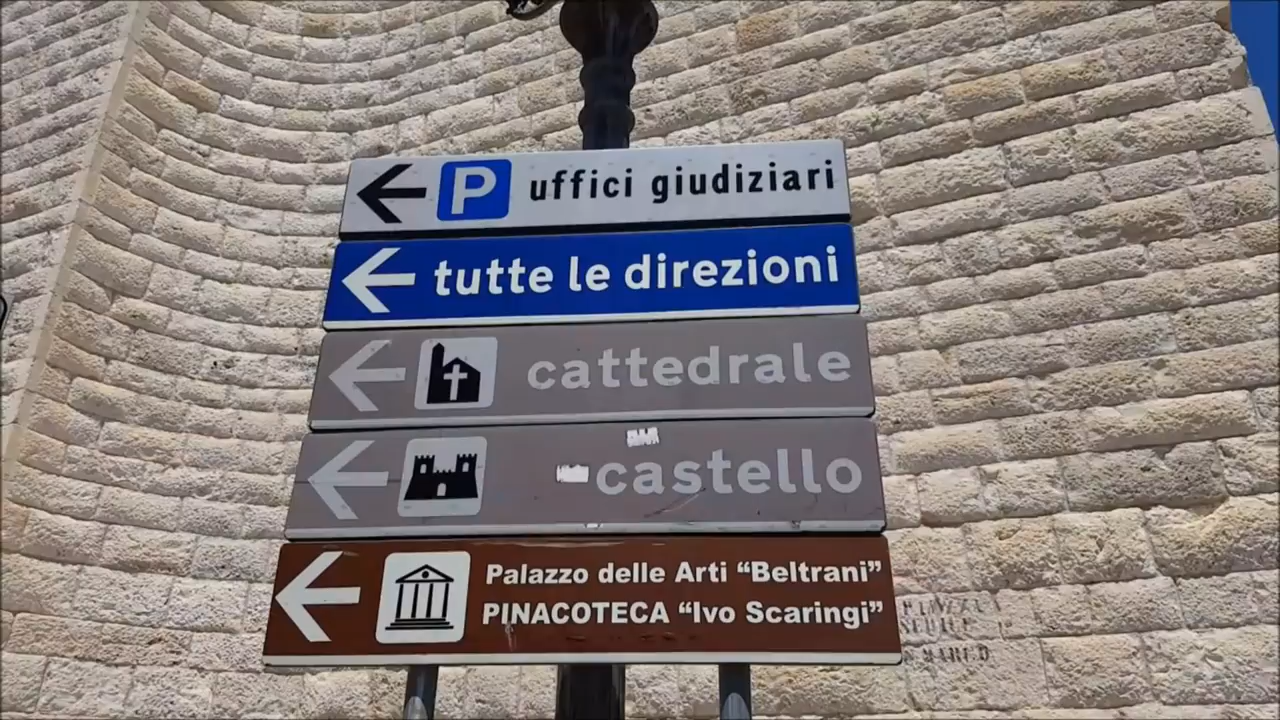 P uffici giudiziari
tutte le direzioni
cattedrale
castello
Palazzo delle Arti “Beltrani”
PINACOTECA “Ivo Scaringi”